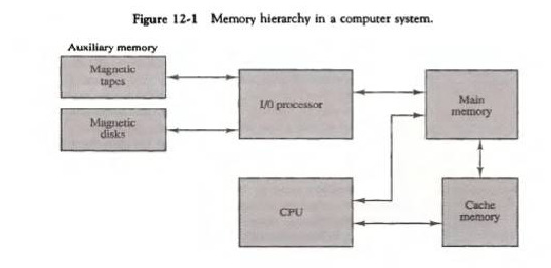 Figure 12-1 Memory hierarchy in a computer system.
Auxiliary memory
Magnetic
tapes
Magnetic
disks
I/O processor
Main
memory
CPU
Cache
memory